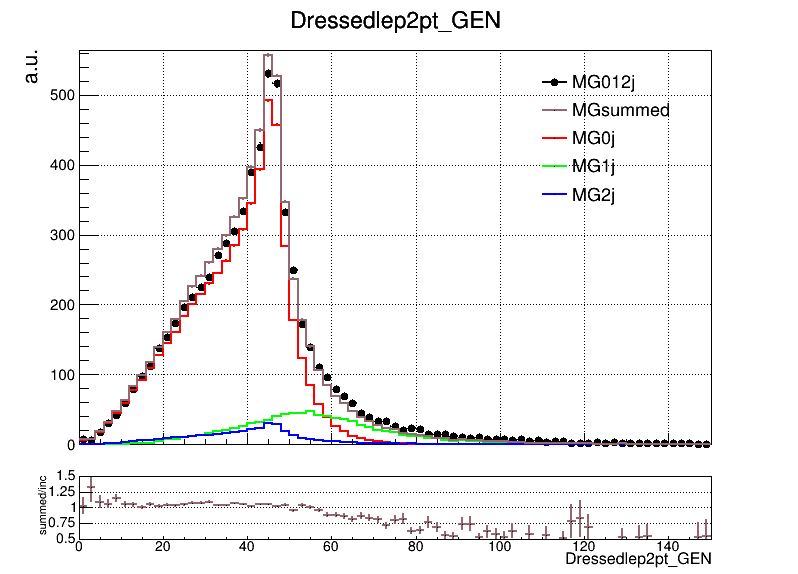 Dressedlep2pt_GEN
a.u.
500
400
300
200
100
0
MG012j
MGsummed
MG0j
MG1j
MG2j
summed/inc
1.5
1.25
1
0.75
0.5
0 20 40 60 80 100 120 140
Dressedlep2pt_GEN